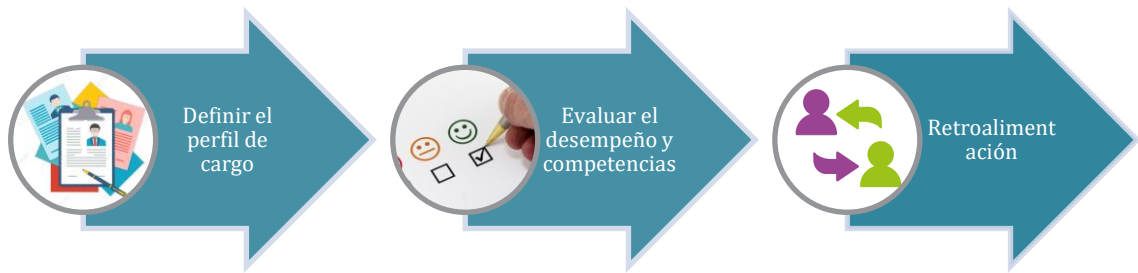 Definir el
perfil de
cargo
Evaluar el
desempeño y
competencias
Retroaliment
ación